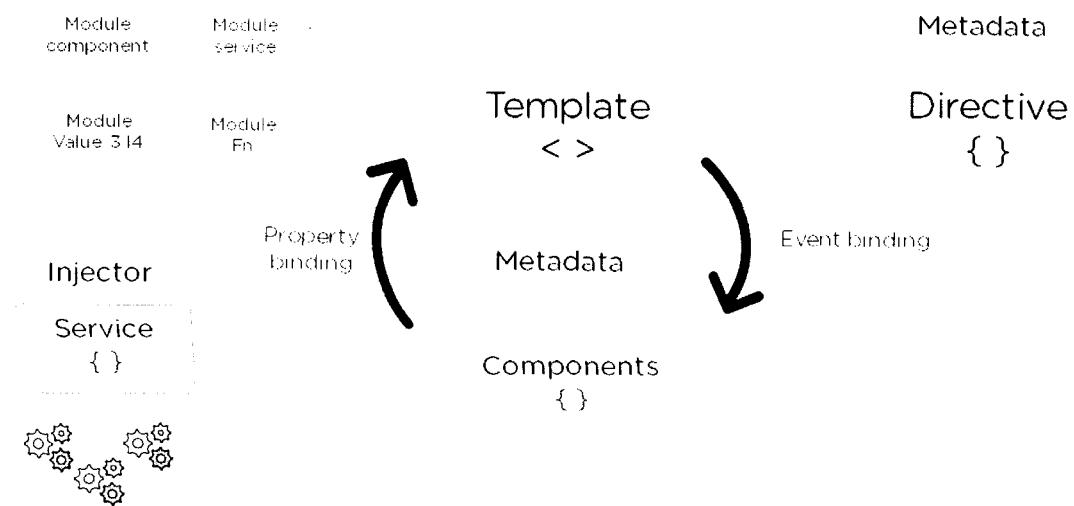 Module
component
Module
service
Module
Value 3.14
Module
Fn
Metadata
Template
< >
Directive
{ }
Property
binding
Metadata
Event binding
Injector
Service
{ }
Components
{ }